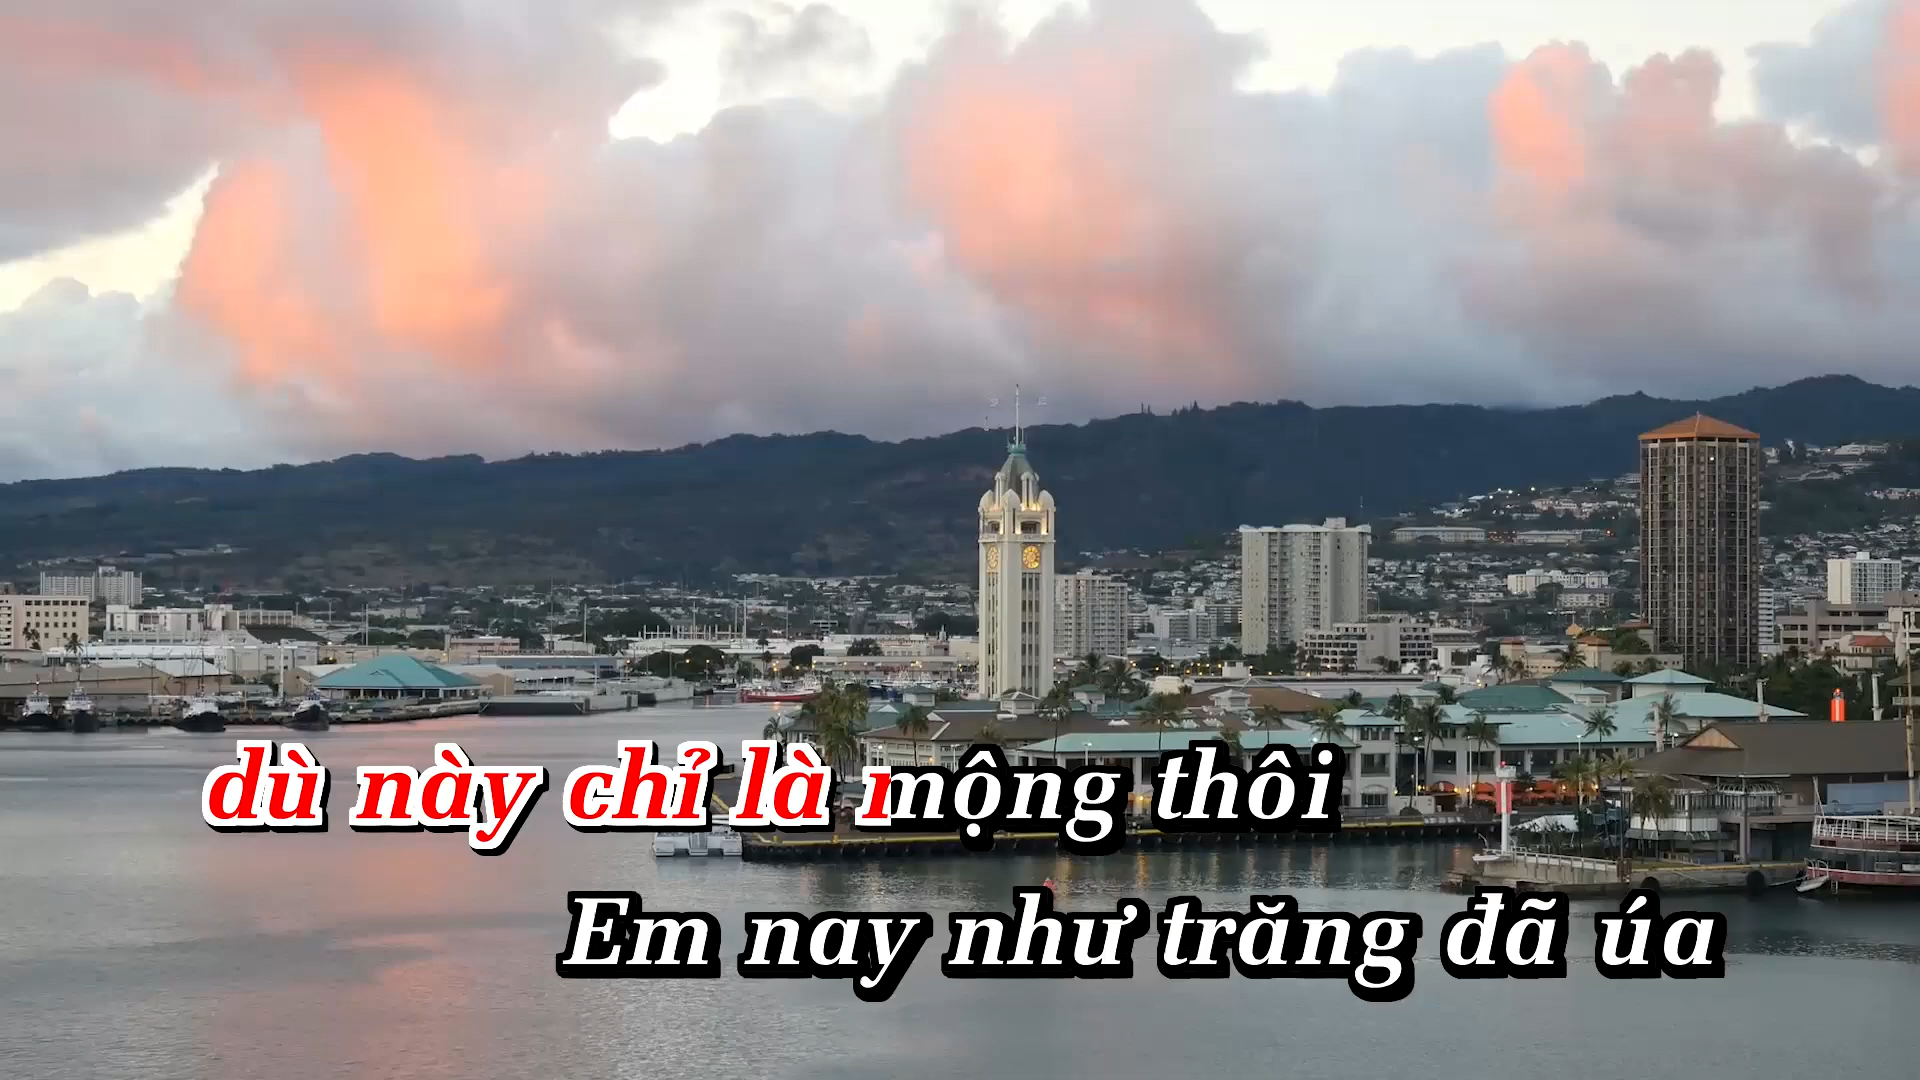 dù này chỉ là mộng thôi
Em nay như trăng đã úa